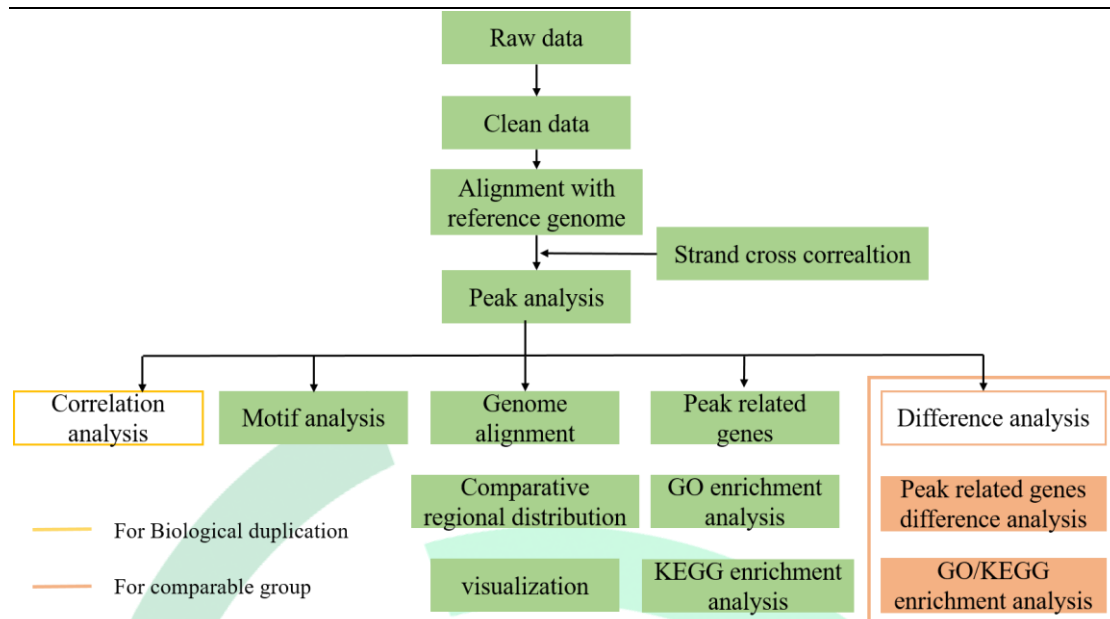 Raw data
Clean data
Alignment with
reference genome
Strand cross correaltion
Peak analysis
Correlation
analysis
Motif analysis
Genome
alignment
Peak related
genes
Difference analysis
Comparative
regional distribution
GO enrichment
analysis
Peak related genes
difference analysis
For Biological duplication
visualization
KEGG enrichment
analysis
GO/KEGG
enrichment analysis
For comparable group